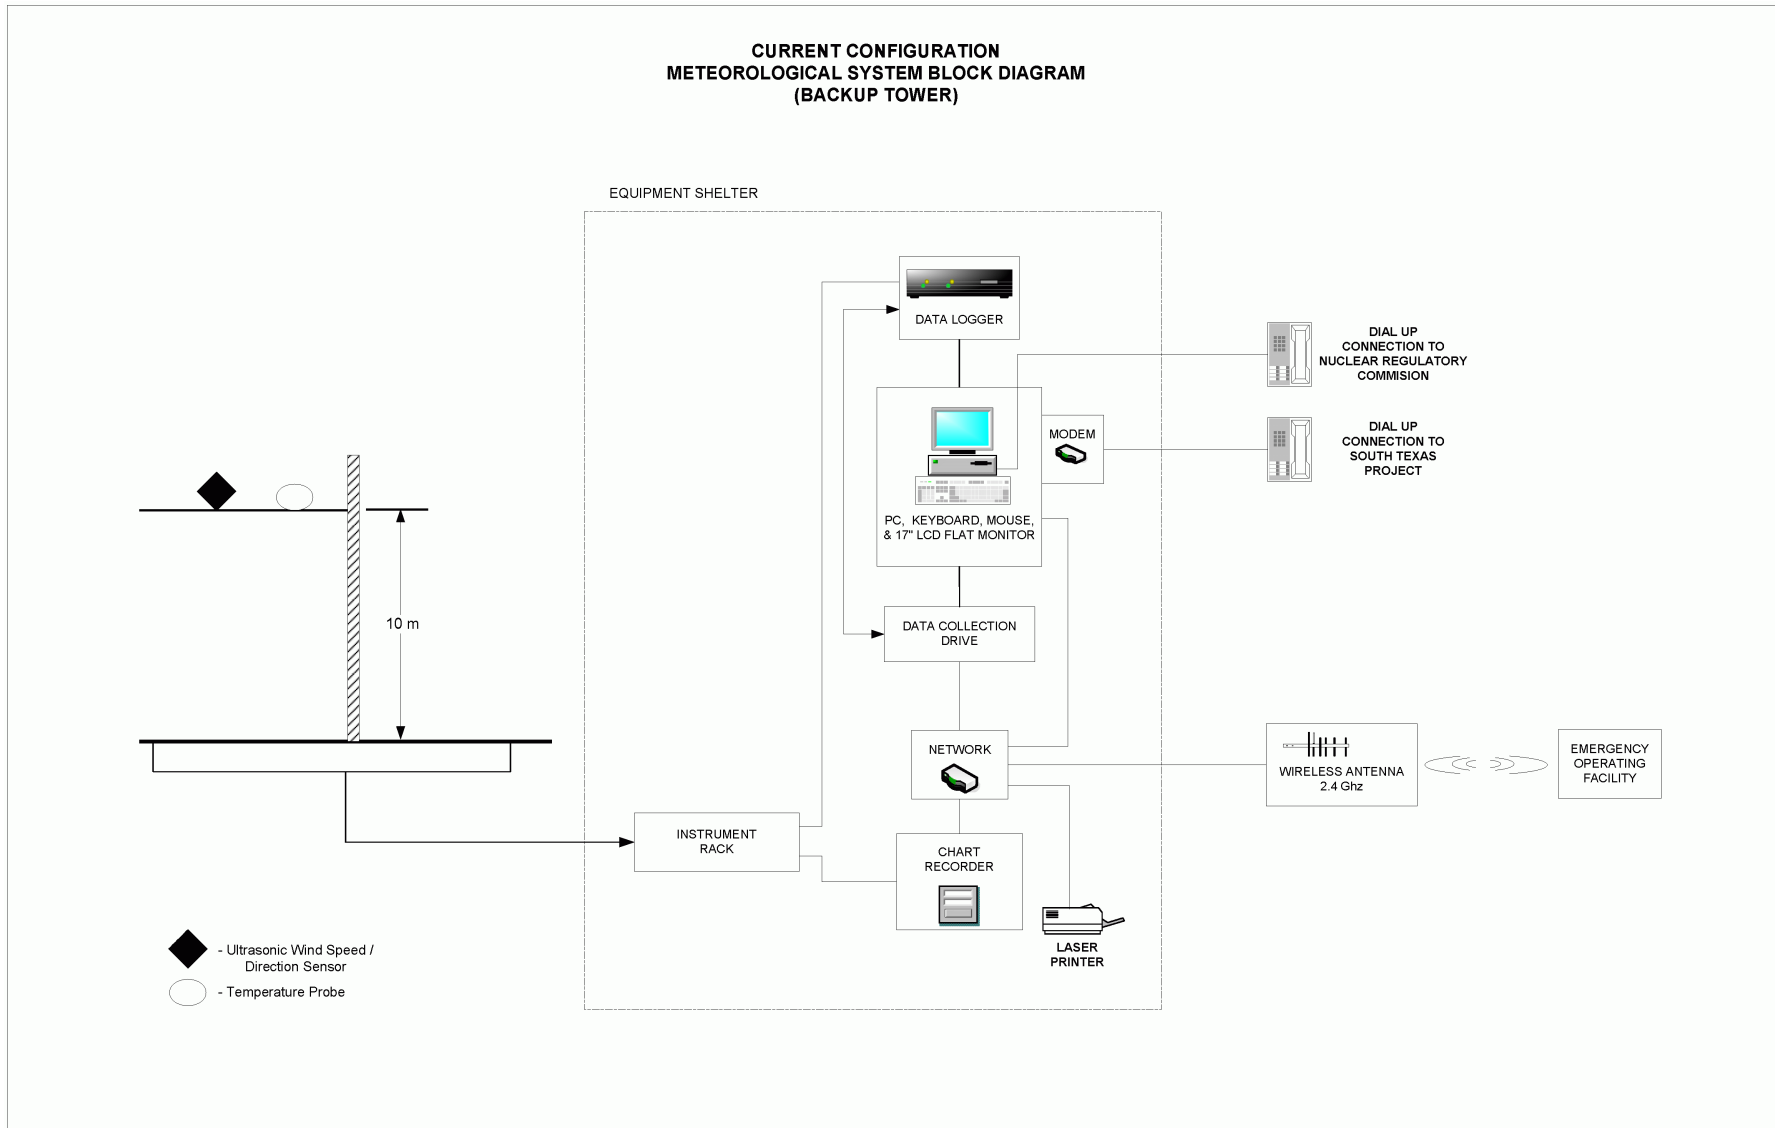 CURRENT CONFIGURATION
METEOROLOGICAL SYSTEM BLOCK DIAGRAM
(BACKUP TOWER)
EQUIPMENT SHELTER
DATA LOGGER
DIAL UP
CONNECTION TO
NUCLEAR REGULATORY
COMMISION
MODEM
DIAL UP
CONNECTION TO
SOUTH TEXAS
PROJECT
PC, KEYBOARD, MOUSE,
& 17" LCD FLAT MONITOR
10 m
DATA COLLECTION
DRIVE
NETWORK
WIRELESS ANTENNA
2.4 Ghz
EMERGENCY
OPERATING
FACILITY
INSTRUMENT
RACK
CHART
RECORDER
LASER
PRINTER
- Ultrasonic Wind Speed /
Direction Sensor
- Temperature Probe